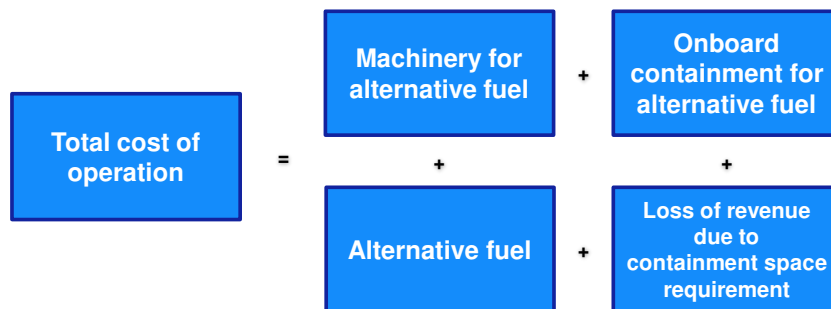 Machinery for
alternative fuel
+
Onboard
containment for
alternative fuel
Total cost of
operation
=
+
+
Alternative fuel
+
Loss of revenue
due to
containment space
requirement